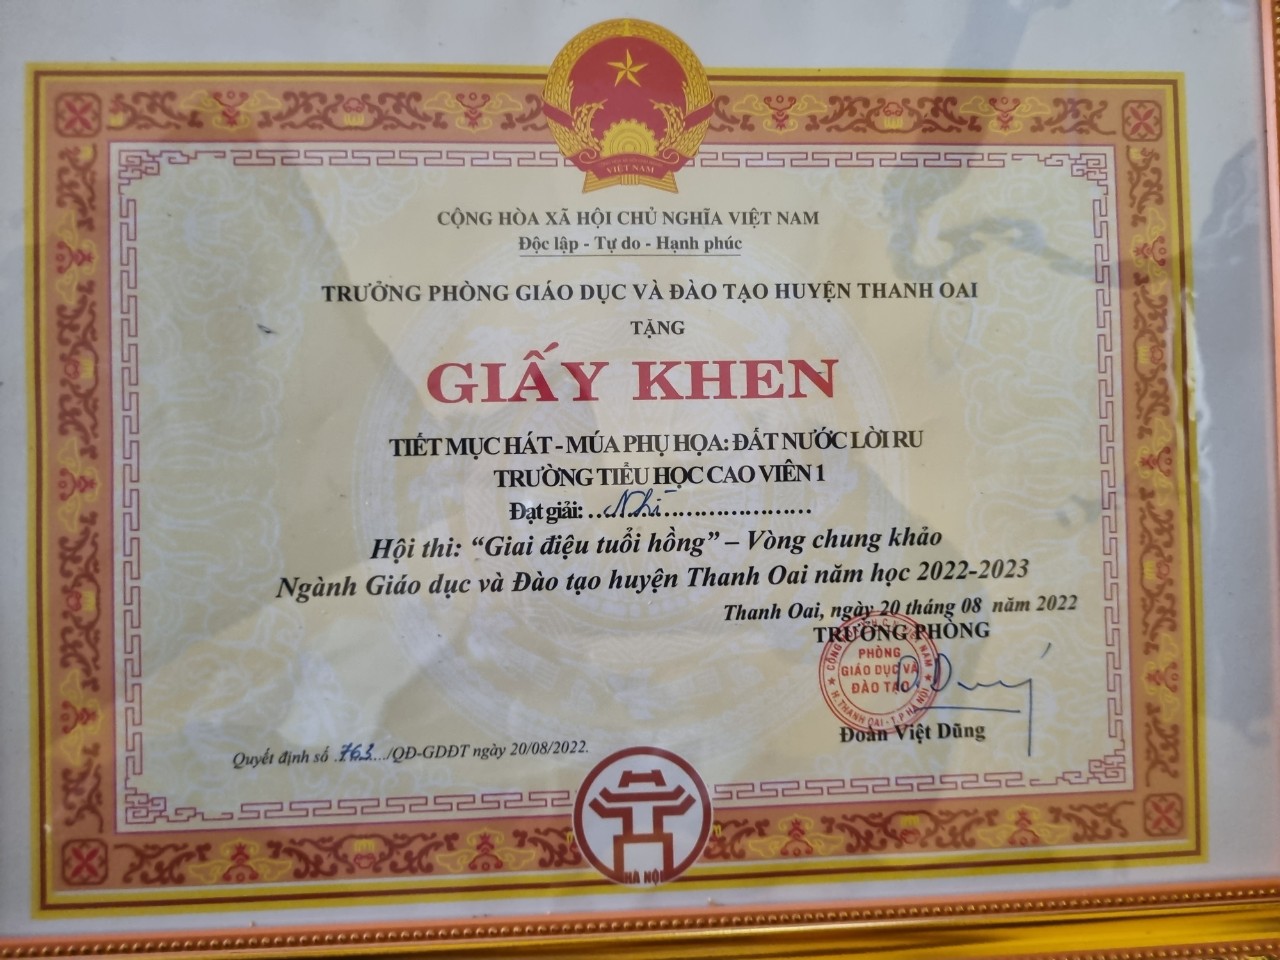 VIỆT NAM
CỘNG HÒA XÃ HỘI CHỦ NGHĨA VIỆT NAM
Độc lập - Tự do - Hạnh phúc
TRƯỞNG PHÒNG GIÁO DỤC VÀ ĐÀO TẠO HUYỆN THANH OAI
TẶNG
GIẤY KHEN
TIẾT MỤC HÁT - MÚA PHỤ HỌA: ĐẤT NƯỚC LỜI RU
TRƯỜNG TIỂU HỌC CAO VIÊN 1
Đạt giải: ..Nhì.....................
Hội thi: “Giai điệu tuổi hồng” – Vòng chung khảo
Ngành Giáo dục và Đào tạo huyện Thanh Oai năm học 2022-2023
Thanh Oai, ngày 20 tháng 08 năm 2022
TRƯỞNG PHÒNG
PHÒNG
GIÁO DỤC VÀ
ĐÀO TẠO
H. THANH OAI - T.P HÀ NỘI
Đoàn Việt Dũng
Quyết định số .763.../QĐ-GDĐT ngày 20/08/2022.
HÀ NỘI